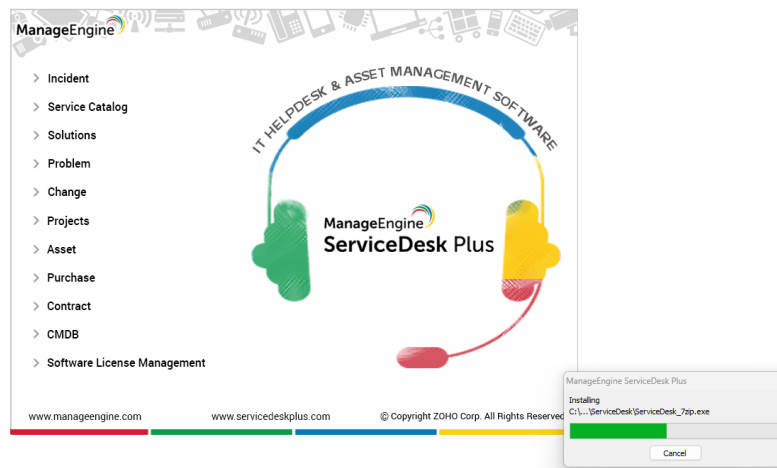 ManageEngine
Incident
Service Catalog
Solutions
Problem
Change
Projects
Asset
Purchase
Contract
CMDB
Software License Management
IT HELPDESK & ASSET MANAGEMENT SOFTWARE
ManageEngine
ServiceDesk Plus
www.manageengine.com
www.servicedeskplus.com
© Copyright ZOHO Corp. All Rights Reserved
ManageEngine ServiceDesk Plus
Installing
C:\...\ServiceDesk\ServiceDesk_7zip.exe
Cancel